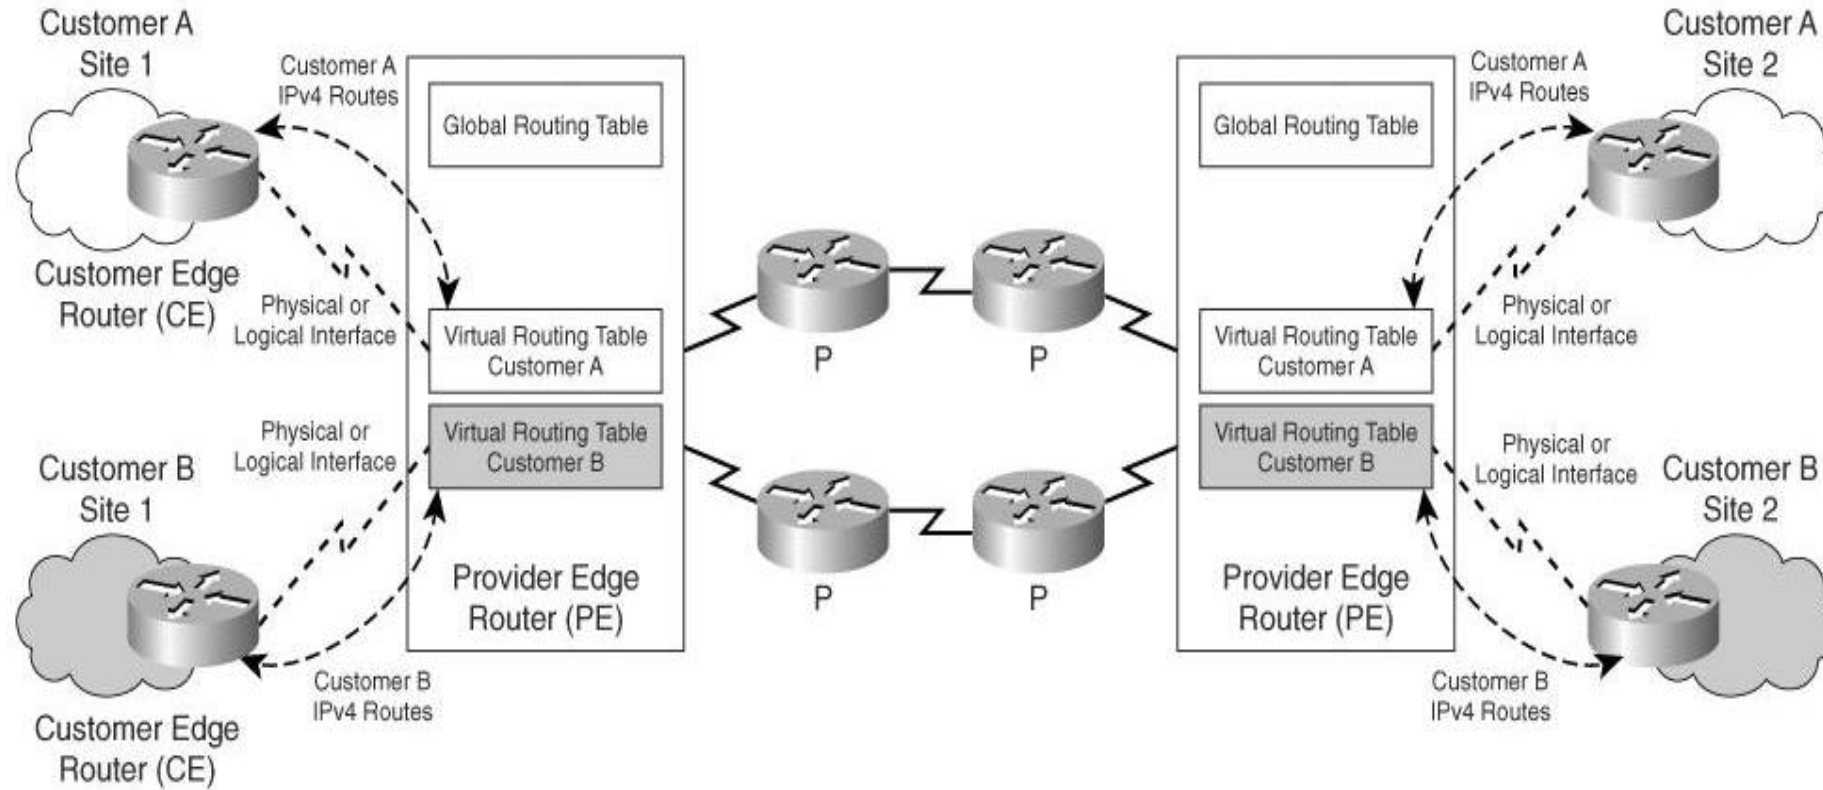 Customer A
Site 1
Customer A
IPv4 Routes
Customer Edge
Router (CE)
Physical or
Logical Interface
Global Routing Table
Virtual Routing Table
Customer A
Virtual Routing Table
Customer B
Provider Edge
Router (PE)
Physical or
Logical Interface
Customer B
Site 1
Customer B
IPv4 Routes
Customer Edge
Router (CE)
P
P
P
P
Global Routing Table
Virtual Routing Table
Customer A
Virtual Routing Table
Customer B
Provider Edge
Router (PE)
Customer A
IPv4 Routes
Customer A
Site 2
Physical or
Logical Interface
Physical or
Logical Interface
Customer B
Site 2
Customer B
IPv4 Routes